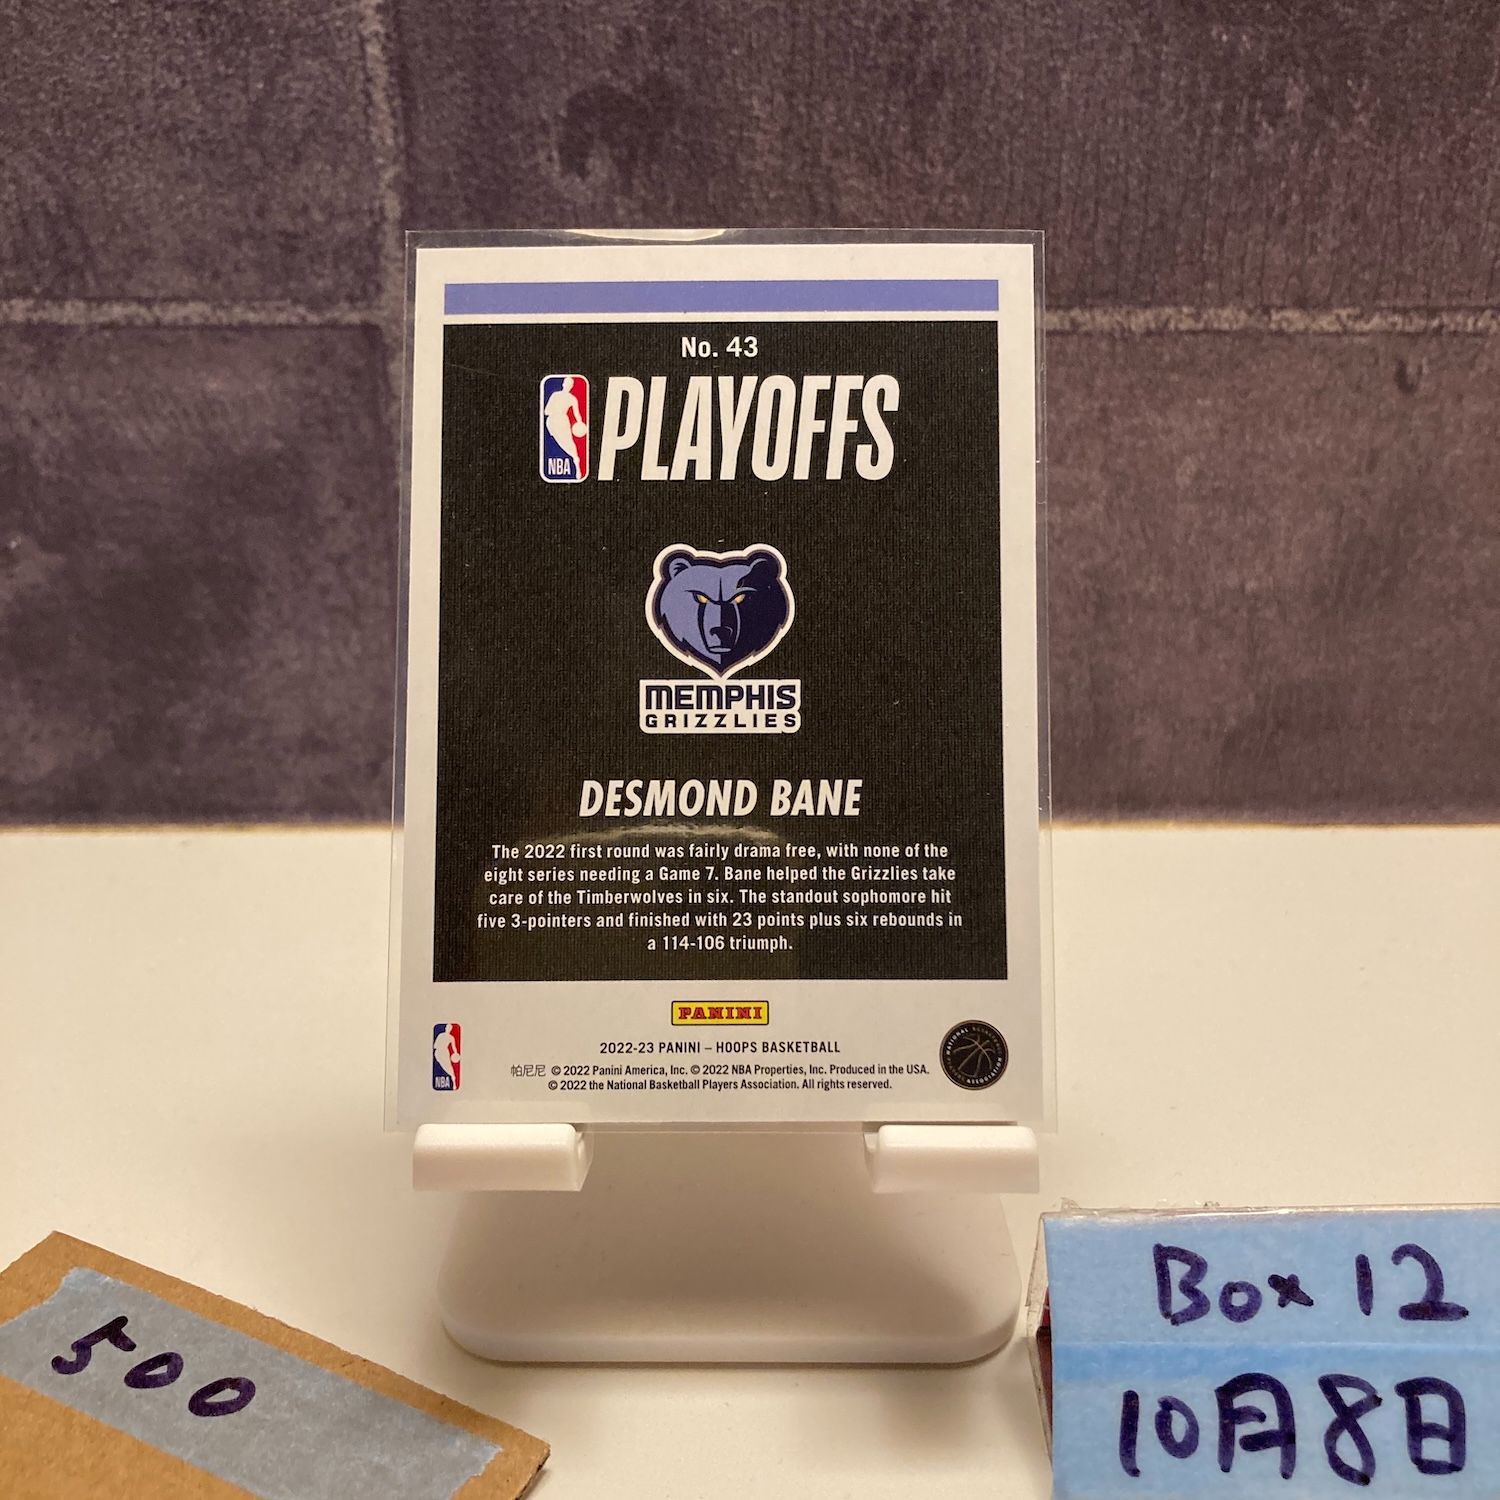 No. 43
NBA
PLAYOFFS
MEMPHIS
GRIZZLIES
DESMOND BANE
The 2022 first round was fairly drama free, with none of the
eight series needing a Game 7. Bane helped the Grizzlies take
care of the Timberwolves in six. The standout sophomore hit
five 3-pointers and finished with 23 points plus six rebounds in
a 114-106 triumph.
PANINI
NBA
2022-23 PANINI – HOOPS BASKETBALL
帕尼尼 © 2022 Panini America, Inc. © 2022 NBA Properties, Inc. Produced in the USA.
© 2022 the National Basketball Players Association. All rights reserved.
NATIONAL BASKETBALL PLAYERS ASSOCIATION
500
Box 12
10月8日